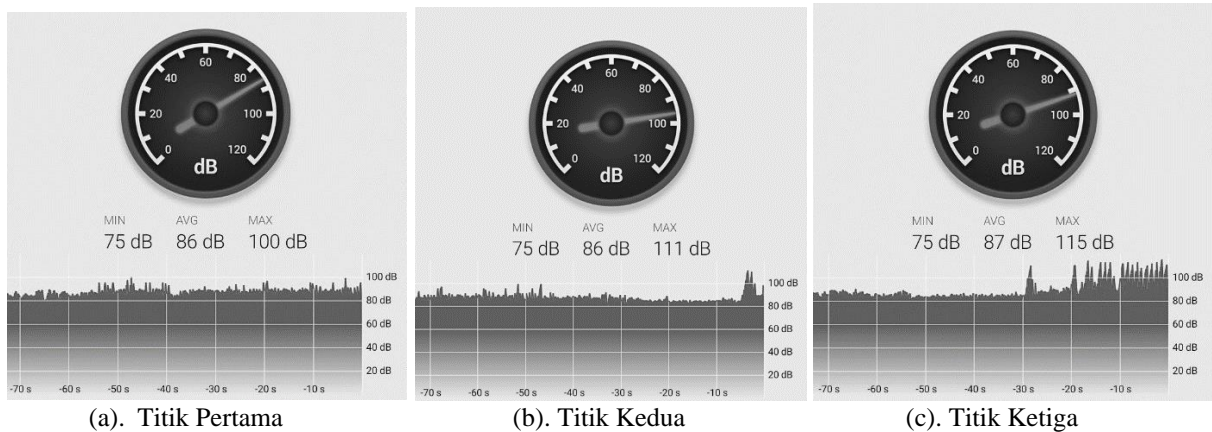 60
40
80
20
100
0
120
dB
MIN AVG MAX
75 dB 86 dB 100 dB
100 dB
80 dB
60 dB
40 dB
20 dB
-70 s -60 s -50 s -40 s -30 s -20 s -10 s
(a). Titik Pertama
60
40
80
20
100
0
120
dB
MIN AVG MAX
75 dB 86 dB 111 dB
100 dB
80 dB
60 dB
40 dB
20 dB
-70 s -60 s -50 s -40 s -30 s -20 s -10 s
(b). Titik Kedua
60
40
80
20
100
0
120
dB
MIN AVG MAX
75 dB 87 dB 115 dB
100 dB
80 dB
60 dB
40 dB
20 dB
-70 s -60 s -50 s -40 s -30 s -20 s -10 s
(c). Titik Ketiga